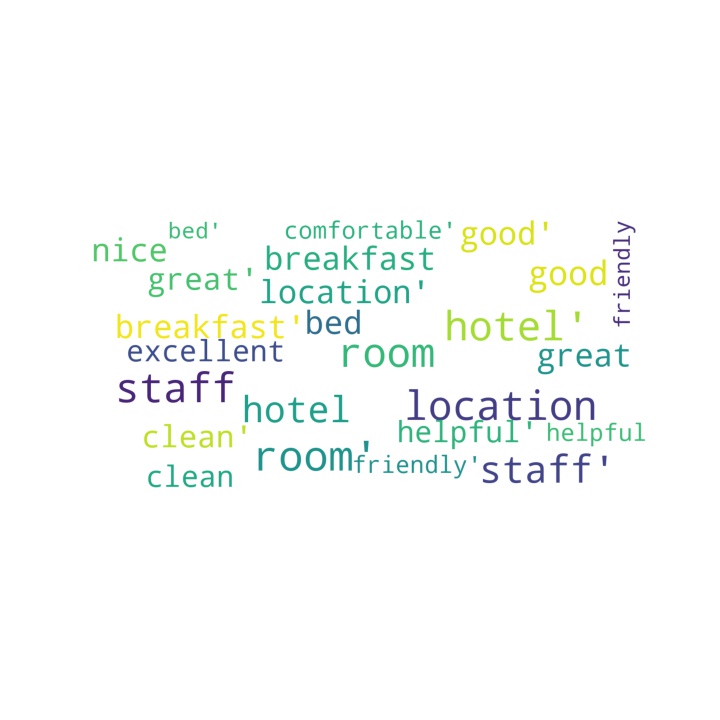 bed'
comfortable'
good'
friendly
nice
breakfast
great'
good
location'
breakfast'
bed
hotel'
excellent
room
great
staff
hotel
location
clean'
helpful'
helpful
room'
friendly'
staff'
clean